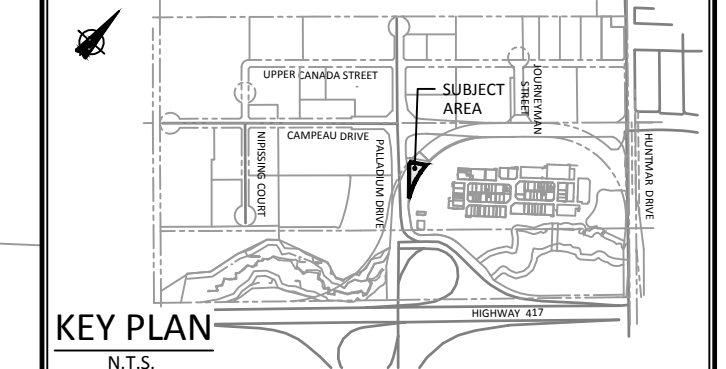 UPPER CANADA STREET
SUBJECT
AREA
JOURNEYMAN
STREET
CAMPEAU DRIVE
NIPISSING COURT
PALLADIUM DRIVE
HUNTMAR DRIVE
HIGHWAY 417
KEY PLAN
N.T.S.